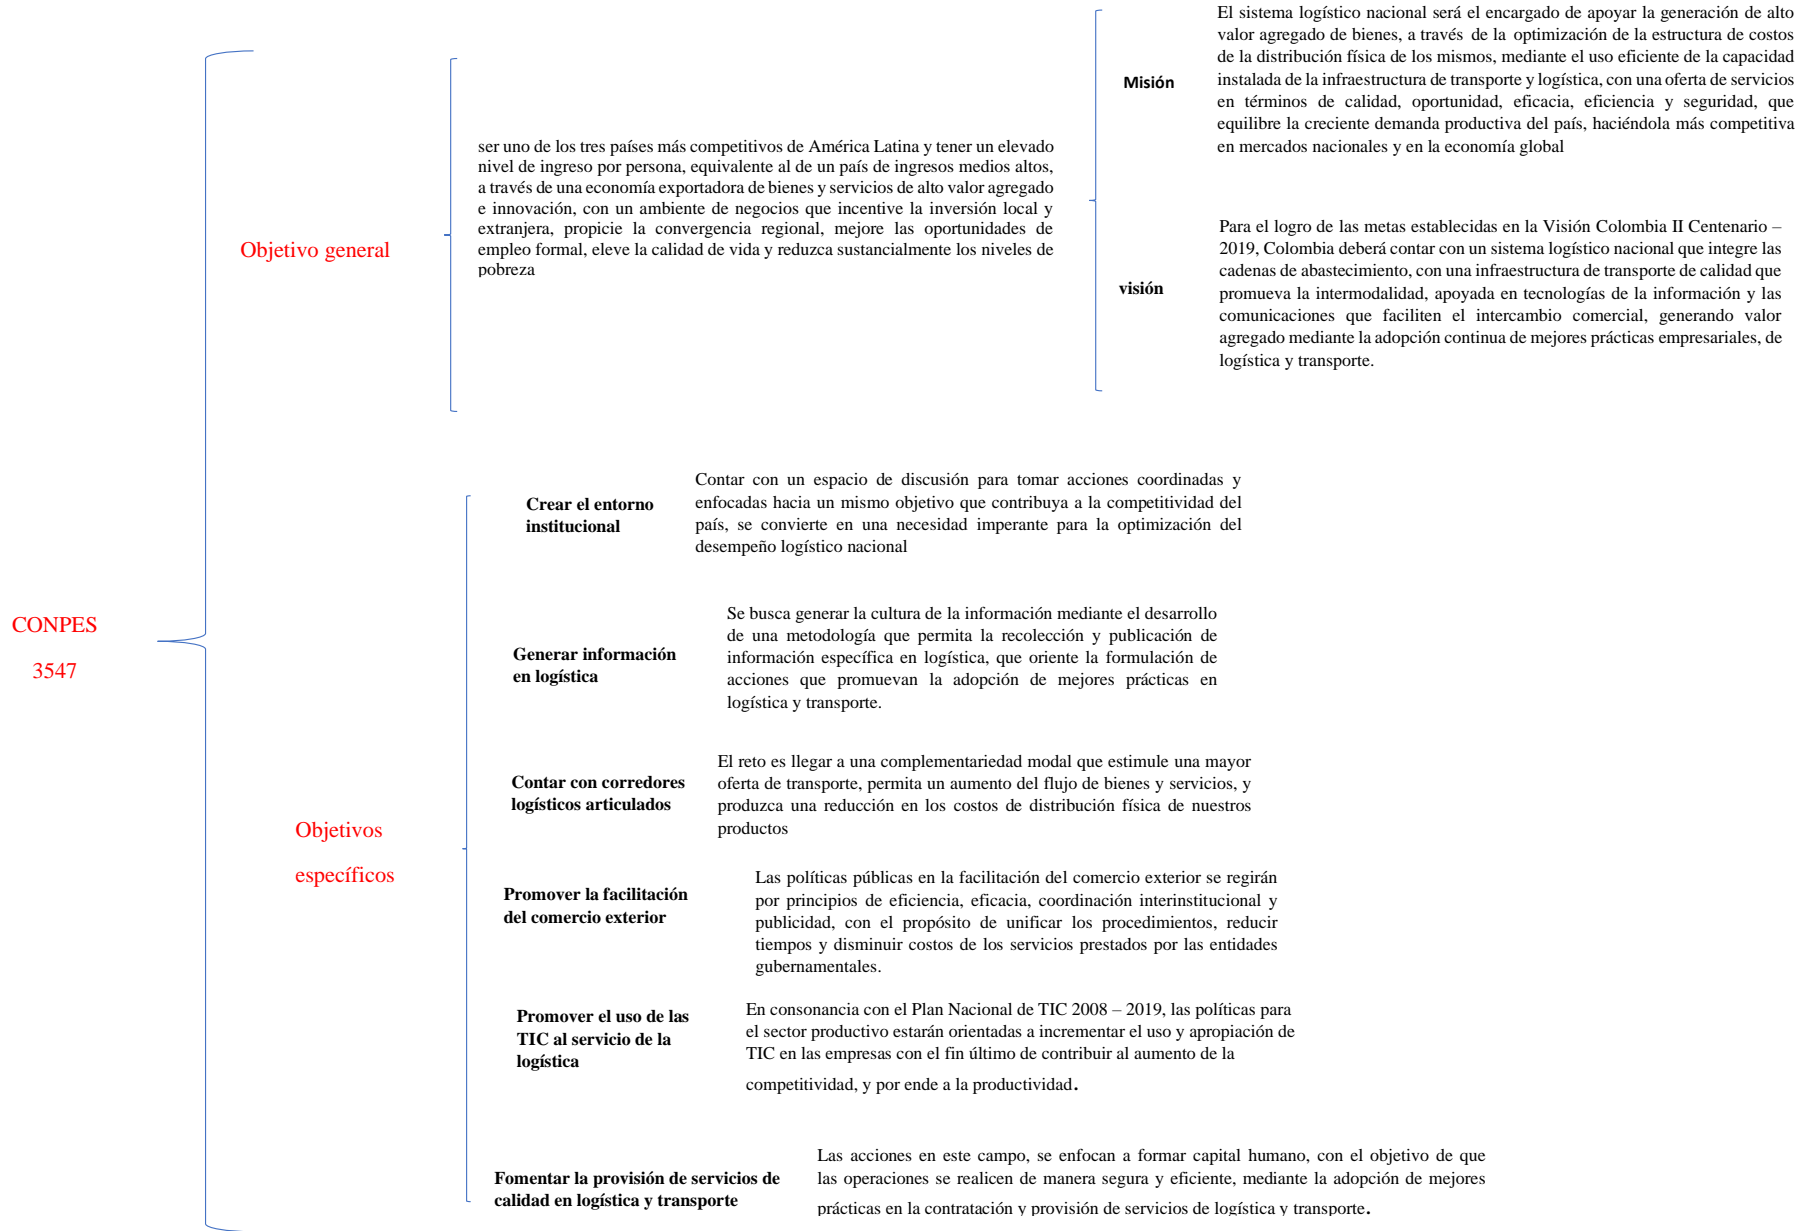 CONPES
3547
Objetivo general
ser uno de los tres países más competitivos de América Latina y tener un elevado
nivel de ingreso por persona, equivalente al de un país de ingresos medios altos,
a través de una economía exportadora de bienes y servicios de alto valor agregado
e innovación, con un ambiente de negocios que incentive la inversión local y
extranjera, propicie la convergencia regional, mejore las oportunidades de
empleo formal, eleve la calidad de vida y reduzca sustancialmente los niveles de
pobreza
Misión
El sistema logístico nacional será el encargado de apoyar la generación de alto
valor agregado de bienes, a través de la optimización de la estructura de costos
de la distribución física de los mismos, mediante el uso eficiente de la capacidad
instalada de la infraestructura de transporte y logística, con una oferta de servicios
en términos de calidad, oportunidad, eficacia, eficiencia y seguridad, que
equilibre la creciente demanda productiva del país, haciéndola más competitiva
en mercados nacionales y en la economía global
visión
Para el logro de las metas establecidas en la Visión Colombia II Centenario –
2019, Colombia deberá contar con un sistema logístico nacional que integre las
cadenas de abastecimiento, con una infraestructura de transporte de calidad que
promueva la intermodalidad, apoyada en tecnologías de la información y las
comunicaciones que faciliten el intercambio comercial, generando valor
agregado mediante la adopción continua de mejores prácticas empresariales, de
logística y transporte.
Objetivos
específicos
Crear el entorno
institucional
Contar con un espacio de discusión para tomar acciones coordinadas y
enfocadas hacia un mismo objetivo que contribuya a la competitividad del
país, se convierte en una necesidad imperante para la optimización del
desempeño logístico nacional
Generar información
en logística
Se busca generar la cultura de la información mediante el desarrollo
de una metodología que permita la recolección y publicación de
información específica en logística, que oriente la formulación de
acciones que promuevan la adopción de mejores prácticas en
logística y transporte.
Contar con corredores
logísticos articulados
El reto es llegar a una complementariedad modal que estimule una mayor
oferta de transporte, permita un aumento del flujo de bienes y servicios, y
produzca una reducción en los costos de distribución física de nuestros
productos
Promover la facilitación
del comercio exterior
Las políticas públicas en la facilitación del comercio exterior se regirán
por principios de eficiencia, eficacia, coordinación interinstitucional y
publicidad, con el propósito de unificar los procedimientos, reducir
tiempos y disminuir costos de los servicios prestados por las entidades
gubernamentales.
Promover el uso de las
TIC al servicio de la
logística
En consonancia con el Plan Nacional de TIC 2008 – 2019, las políticas para
el sector productivo estarán orientadas a incrementar el uso y apropiación de
TIC en las empresas con el fin último de contribuir al aumento de la
competitividad, y por ende a la productividad.
Fomentar la provisión de servicios de
calidad en logística y transporte
Las acciones en este campo, se enfocan a formar capital humano, con el objetivo de que
las operaciones se realicen de manera segura y eficiente, mediante la adopción de mejores
prácticas en la contratación y provisión de servicios de logística y transporte.